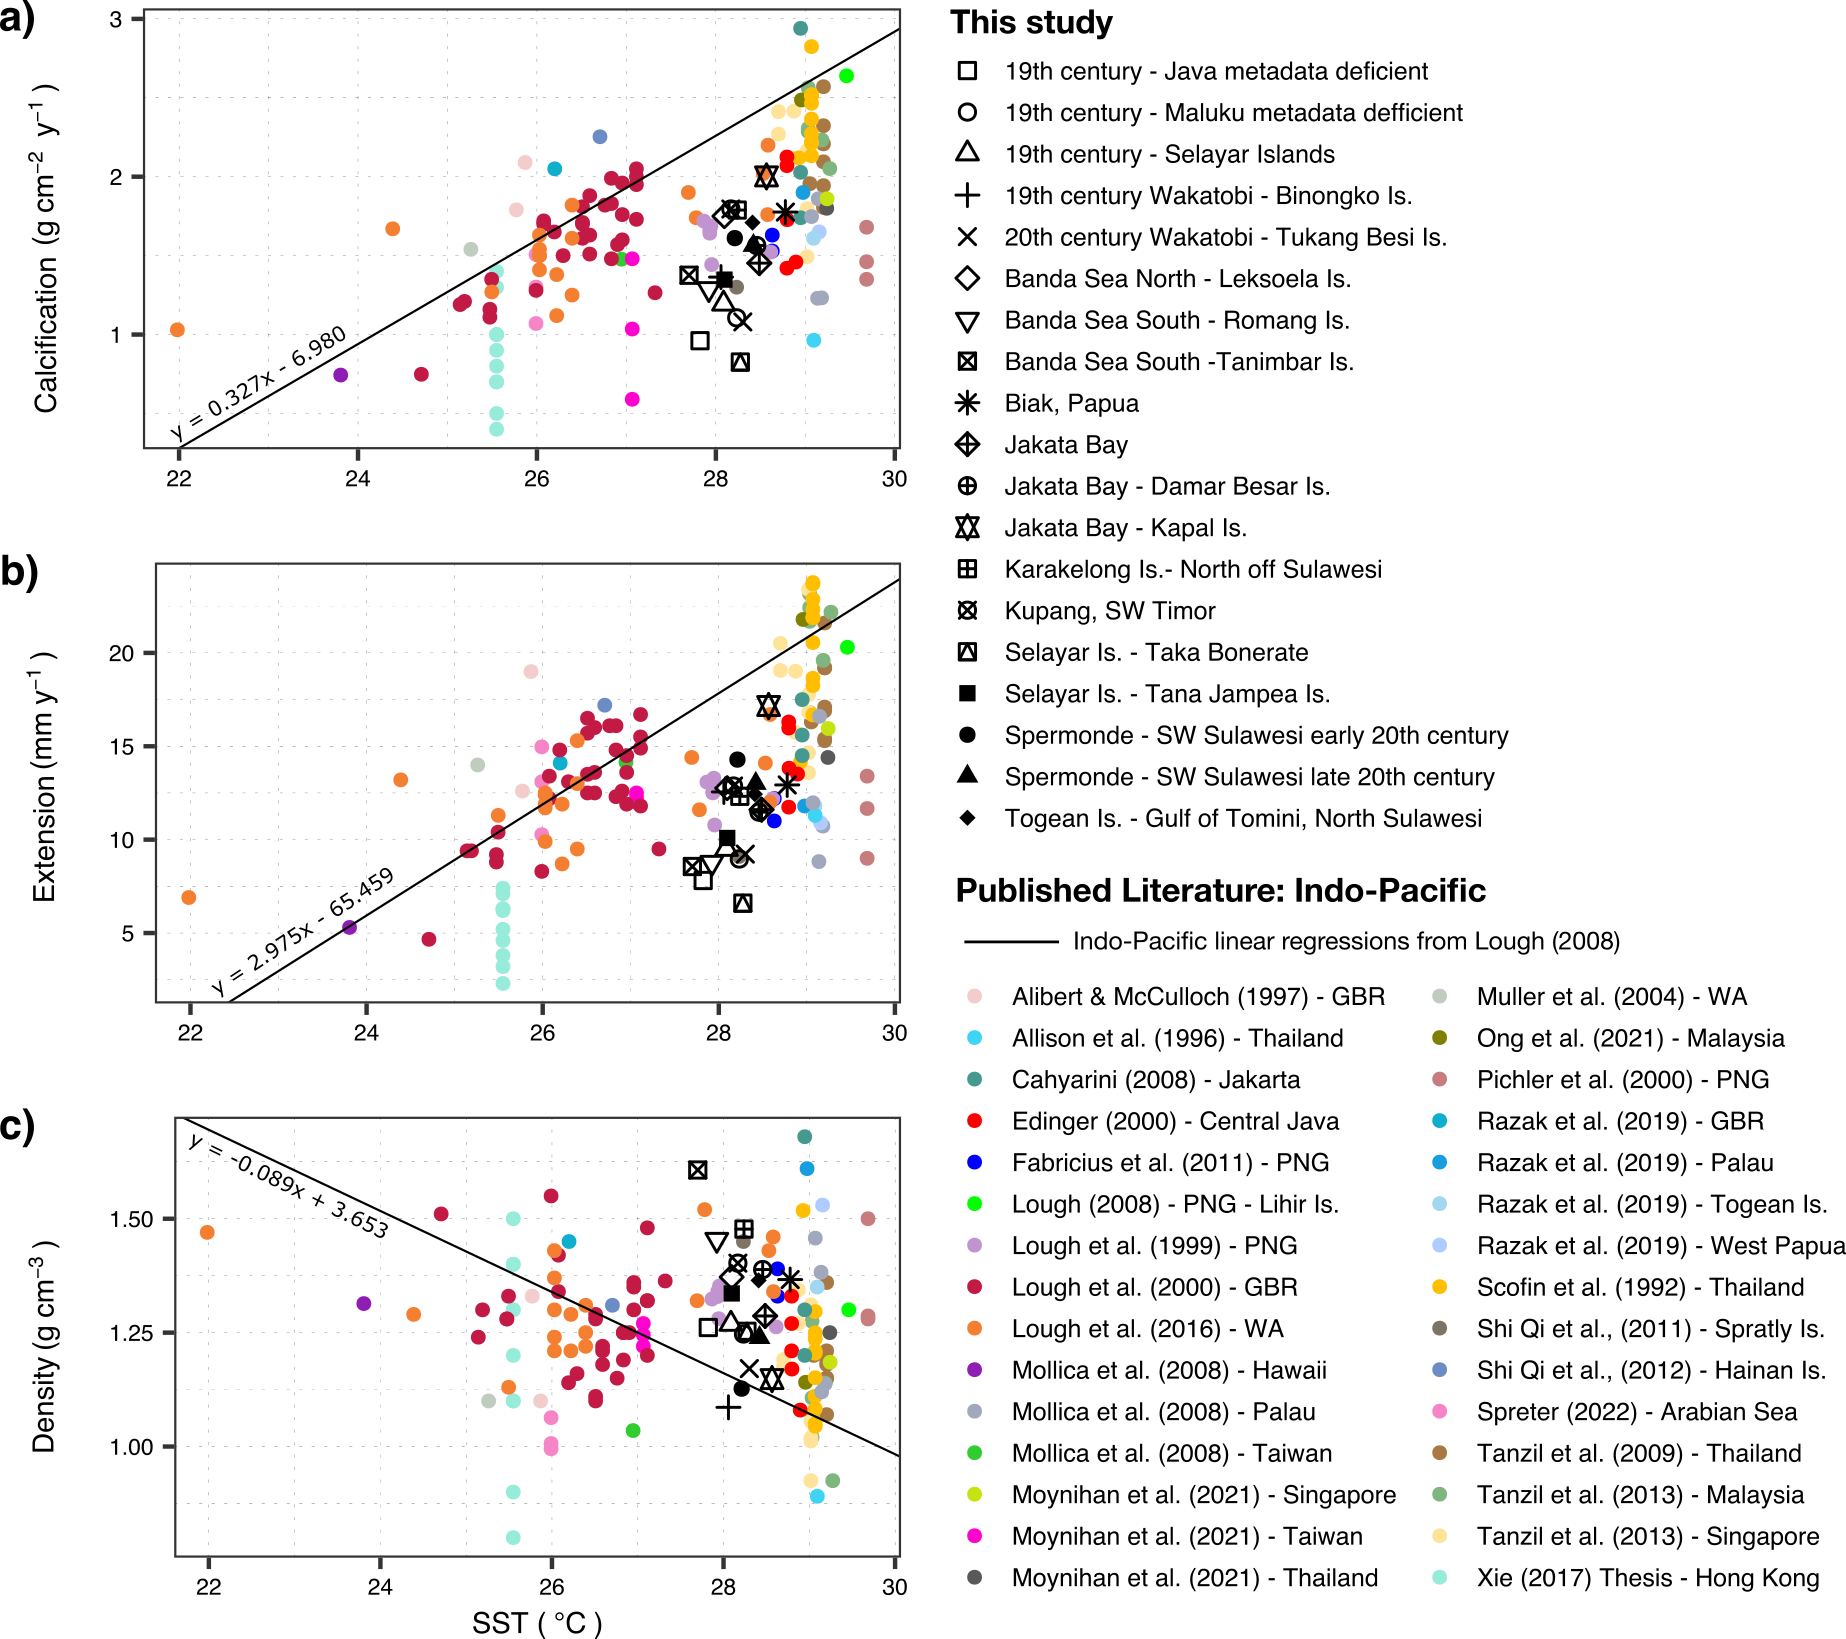 a)
3
2
1
Calcification (g cm⁻² y⁻¹ )
y = 0.327x - 6.980
22 24 26 28 30
b)
20
15
10
5
Extension (mm y⁻¹ )
y = 2.975x - 65.459
22 24 26 28 30
c)
1.50
1.25
1.00
Density (g cm⁻³ )
y = -0.089x + 3.653
22 24 26 28 30
SST ( °C )
This study
19th century - Java metadata deficient
19th century - Maluku metadata defficient
19th century - Selayar Islands
19th century Wakatobi - Binongko Is.
20th century Wakatobi - Tukang Besi Is.
Banda Sea North - Leksoela Is.
Banda Sea South - Romang Is.
Banda Sea South -Tanimbar Is.
Biak, Papua
Jakata Bay
Jakata Bay - Damar Besar Is.
Jakata Bay - Kapal Is.
Karakelong Is.- North off Sulawesi
Kupang, SW Timor
Selayar Is. - Taka Bonerate
Selayar Is. - Tana Jampea Is.
Spermonde - SW Sulawesi early 20th century
Spermonde - SW Sulawesi late 20th century
Togean Is. - Gulf of Tomini, North Sulawesi
Published Literature: Indo-Pacific
Indo-Pacific linear regressions from Lough (2008)
Alibert & McCulloch (1997) - GBR
Allison et al. (1996) - Thailand
Cahyarini (2008) - Jakarta
Edinger (2000) - Central Java
Fabricius et al. (2011) - PNG
Lough (2008) - PNG - Lihir Is.
Lough et al. (1999) - PNG
Lough et al. (2000) - GBR
Lough et al. (2016) - WA
Mollica et al. (2008) - Hawaii
Mollica et al. (2008) - Palau
Mollica et al. (2008) - Taiwan
Moynihan et al. (2021) - Singapore
Moynihan et al. (2021) - Taiwan
Moynihan et al. (2021) - Thailand
Muller et al. (2004) - WA
Ong et al. (2021) - Malaysia
Pichler et al. (2000) - PNG
Razak et al. (2019) - GBR
Razak et al. (2019) - Palau
Razak et al. (2019) - Togean Is.
Razak et al. (2019) - West Papua
Scofin et al. (1992) - Thailand
Shi Qi et al., (2011) - Spratly Is.
Shi Qi et al., (2012) - Hainan Is.
Spreter (2022) - Arabian Sea
Tanzil et al. (2009) - Thailand
Tanzil et al. (2013) - Malaysia
Tanzil et al. (2013) - Singapore
Xie (2017) Thesis - Hong Kong